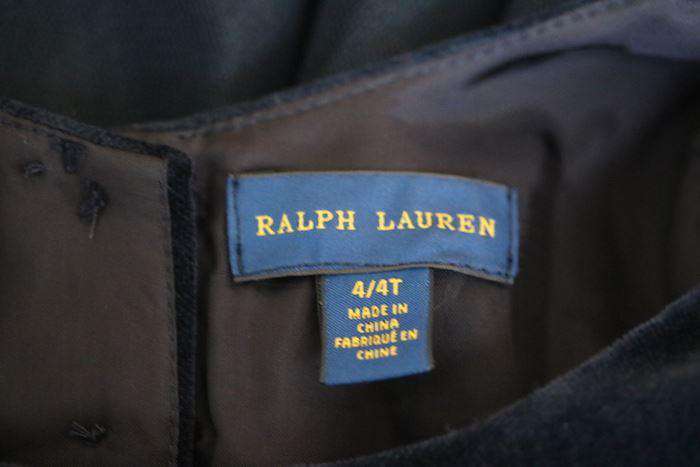 RALPH LAUREN
4/4T
MADE IN
CHINA
FABRIQUÉ EN
CHINE